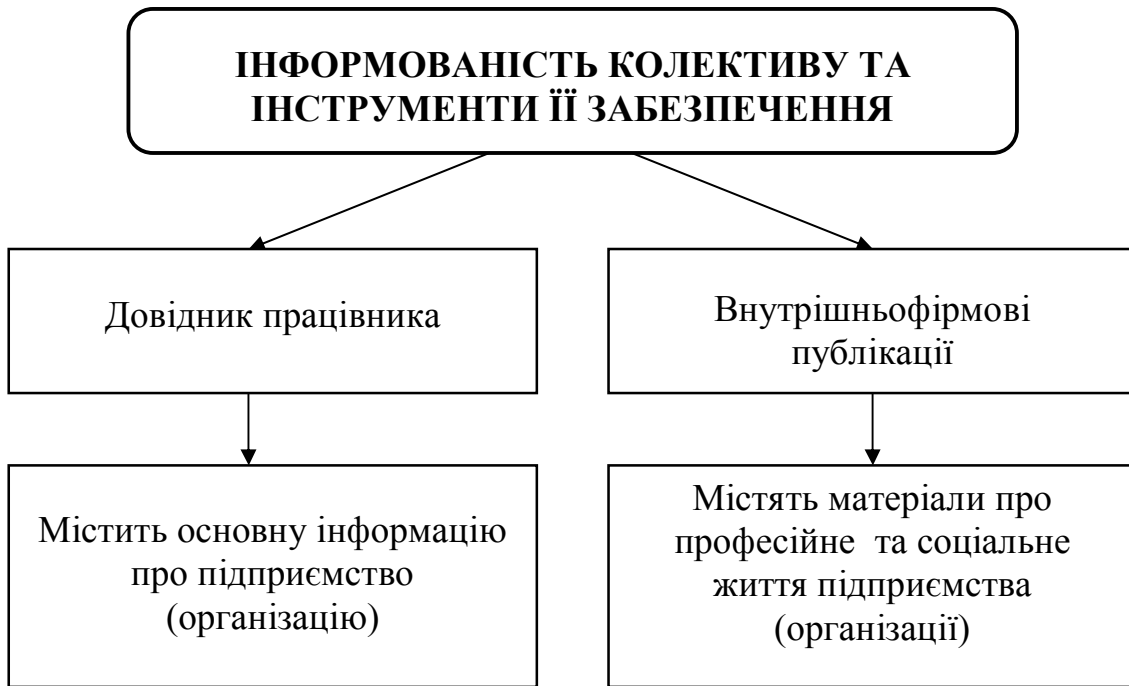 ІНФОРМОВАНІСТЬ КОЛЕКТИВУ ТА
ІНСТРУМЕНТИ ЇЇ ЗАБЕЗПЕЧЕННЯ
Довідник працівника
Внутрішньофірмові
публікації
Містить основну інформацію
про підприємство
(організацію)
Містять матеріали про
професійне та соціальне
життя підприємства
(організації)